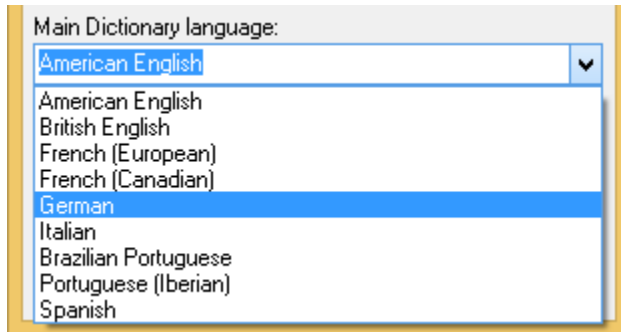 Main Dictionary language:
American English
American English
British English
French (European)
French (Canadian)
German
Italian
Brazilian Portuguese
Portuguese (Iberian)
Spanish